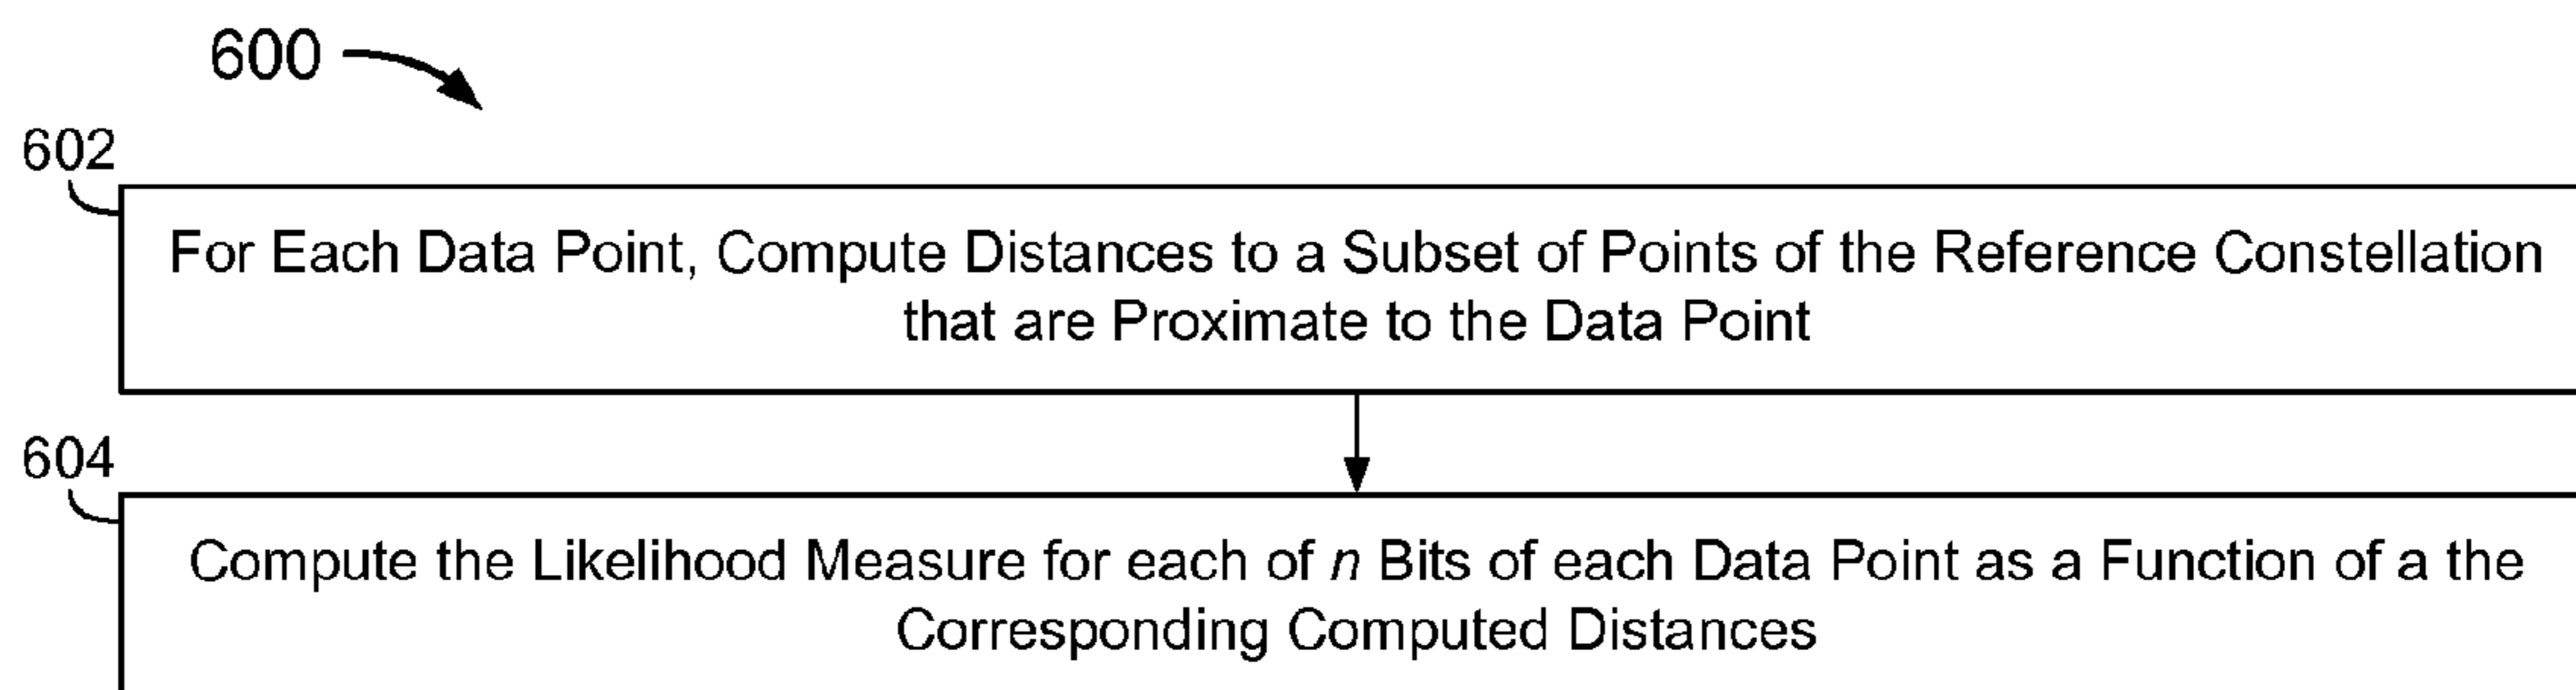 600
602
For Each Data Point, Compute Distances to a Subset of Points of the Reference Constellation
that are Proximate to the Data Point
604
Compute the Likelihood Measure for each of n Bits of each Data Point as a Function of a the
Corresponding Computed Distances